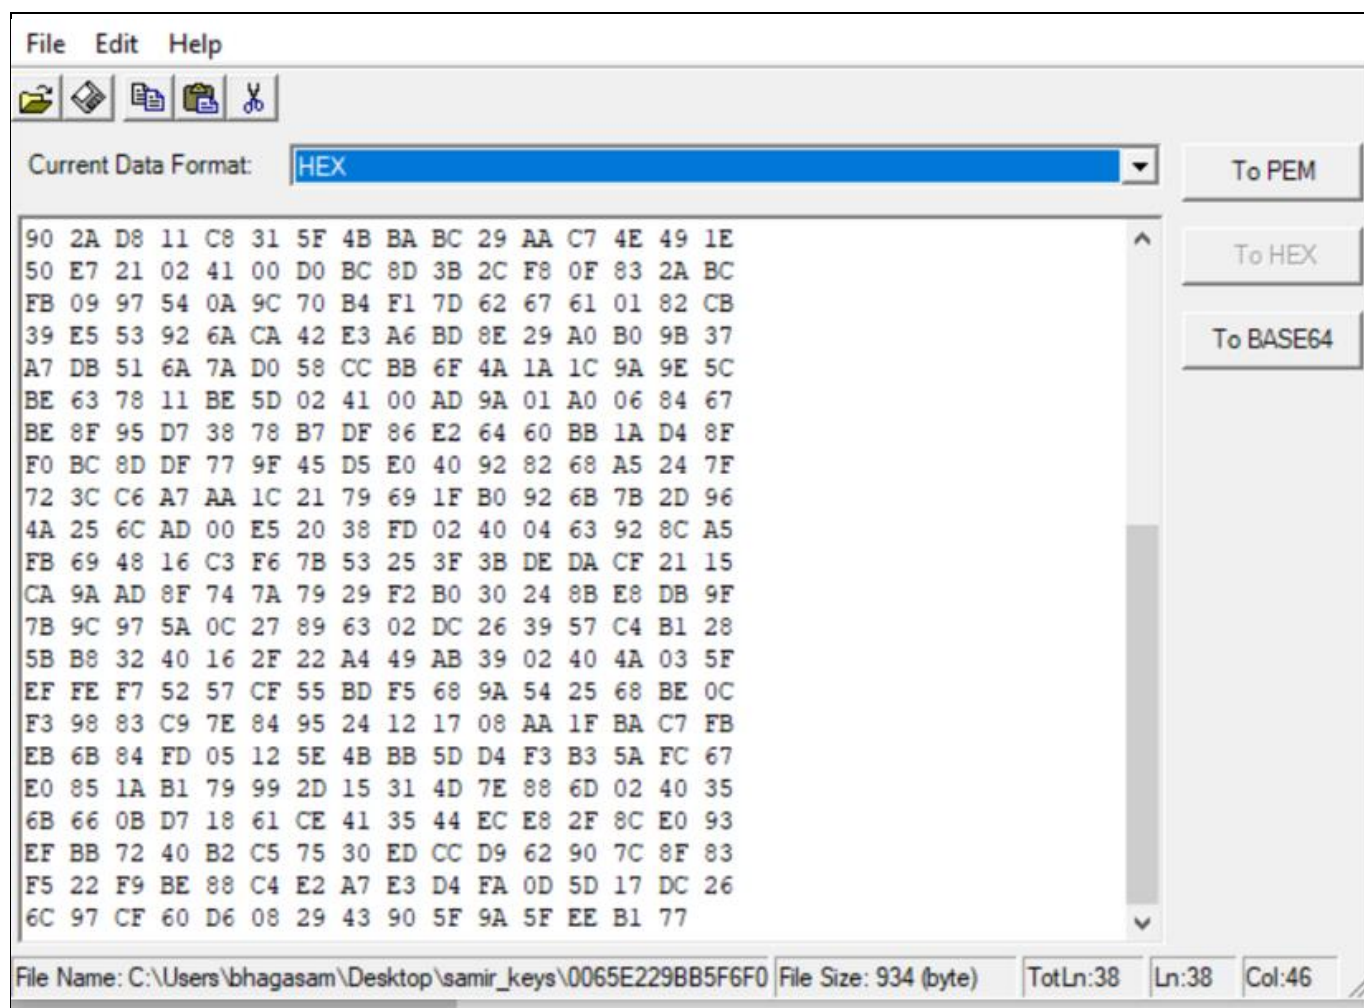 File Edit Help
Current Data Format: HEX To PEM
To HEX
To BASE64
90 2A D8 11 C8 31 5F 4B BA BC 29 AA C7 4E 49 1E
50 E7 21 02 41 00 D0 BC 8D 3B 2C F8 0F 83 2A BC
FB 09 97 54 0A 9C 70 B4 F1 7D 62 67 61 01 82 CB
39 E5 53 92 6A CA 42 E3 A6 BD 8E 29 A0 B0 9B 37
A7 DB 51 6A 7A D0 58 CC BB 6F 4A 1A 1C 9A 9E 5C
BE 63 78 11 BE 5D 02 41 00 AD 9A 01 A0 06 84 67
BE 8F 95 D7 38 78 B7 DF 86 E2 64 60 BB 1A D4 8F
F0 BC 8D DF 77 9F 45 D5 E0 40 92 82 68 A5 24 7F
72 3C C6 A7 AA 1C 21 79 69 1F B0 92 6B 7B 2D 96
4A 25 6C AD 00 E5 20 38 FD 02 40 04 63 92 8C A5
FB 69 48 16 C3 F6 7B 53 25 3F 3B DE DA CF 21 15
CA 9A AD 8F 74 7A 79 29 F2 B0 30 24 8B E8 DB 9F
7B 9C 97 5A 0C 27 89 63 02 DC 26 39 57 C4 B1 28
5B B8 32 40 16 2F 22 A4 49 AB 39 02 40 4A 03 5F
EF FE F7 52 57 CF 55 BD F5 68 9A 54 25 68 BE 0C
F3 98 83 C9 7E 84 95 24 12 17 08 AA 1F BA C7 FB
EB 6B 84 FD 05 12 5E 4B BB 5D D4 F3 B3 5A FC 67
E0 85 1A B1 79 99 2D 15 31 4D 7E 88 6D 02 40 35
6B 66 0B D7 18 61 CE 41 35 44 EC E8 2F 8C E0 93
EF BB 72 40 B2 C5 75 30 ED CC D9 62 90 7C 8F 83
F5 22 F9 BE 88 C4 E2 A7 E3 D4 FA 0D 5D 17 DC 26
6C 97 CF 60 D6 08 29 43 90 5F 9A 5F EE B1 77
File Name: C:\Users\bhagasam\Desktop\samir_keys\0065E229BB5F6F0 File Size: 934 (byte) TotLn:38 Ln:38 Col:46